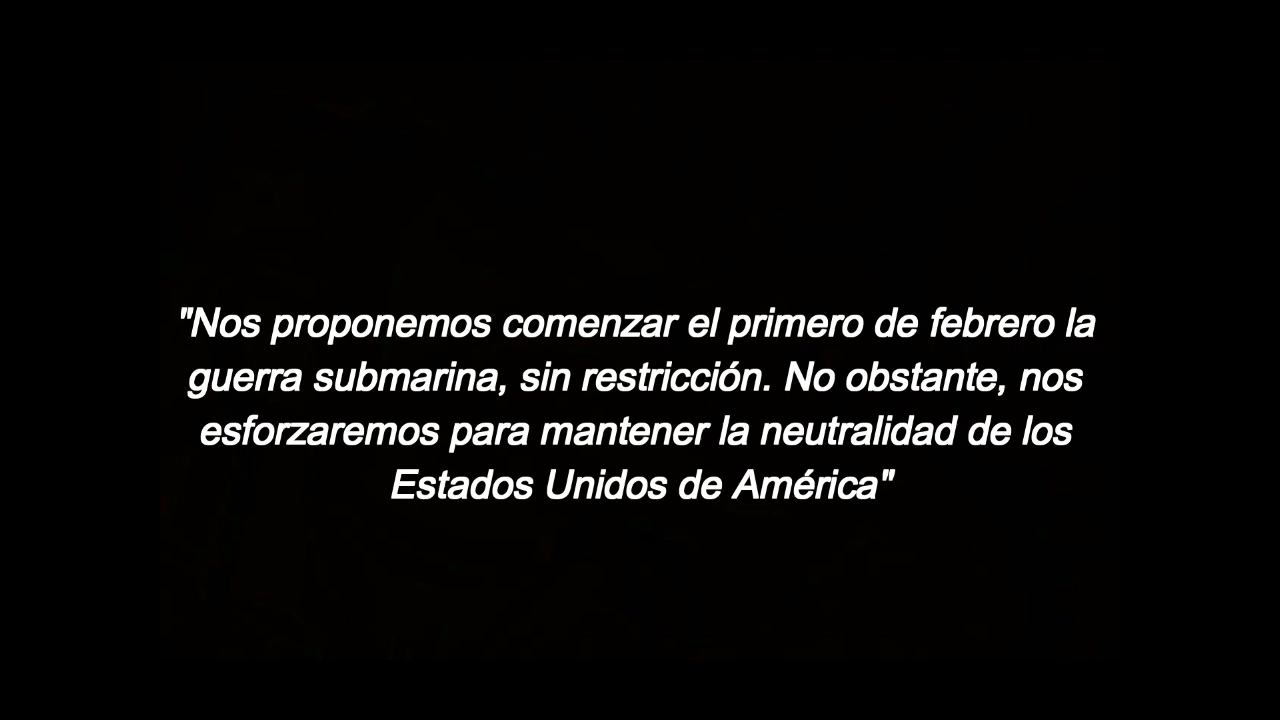 "Nos proponemos comenzar el primero de febrero la
guerra submarina, sin restricción. No obstante, nos
esforzaremos para mantener la neutralidad de los
Estados Unidos de América"